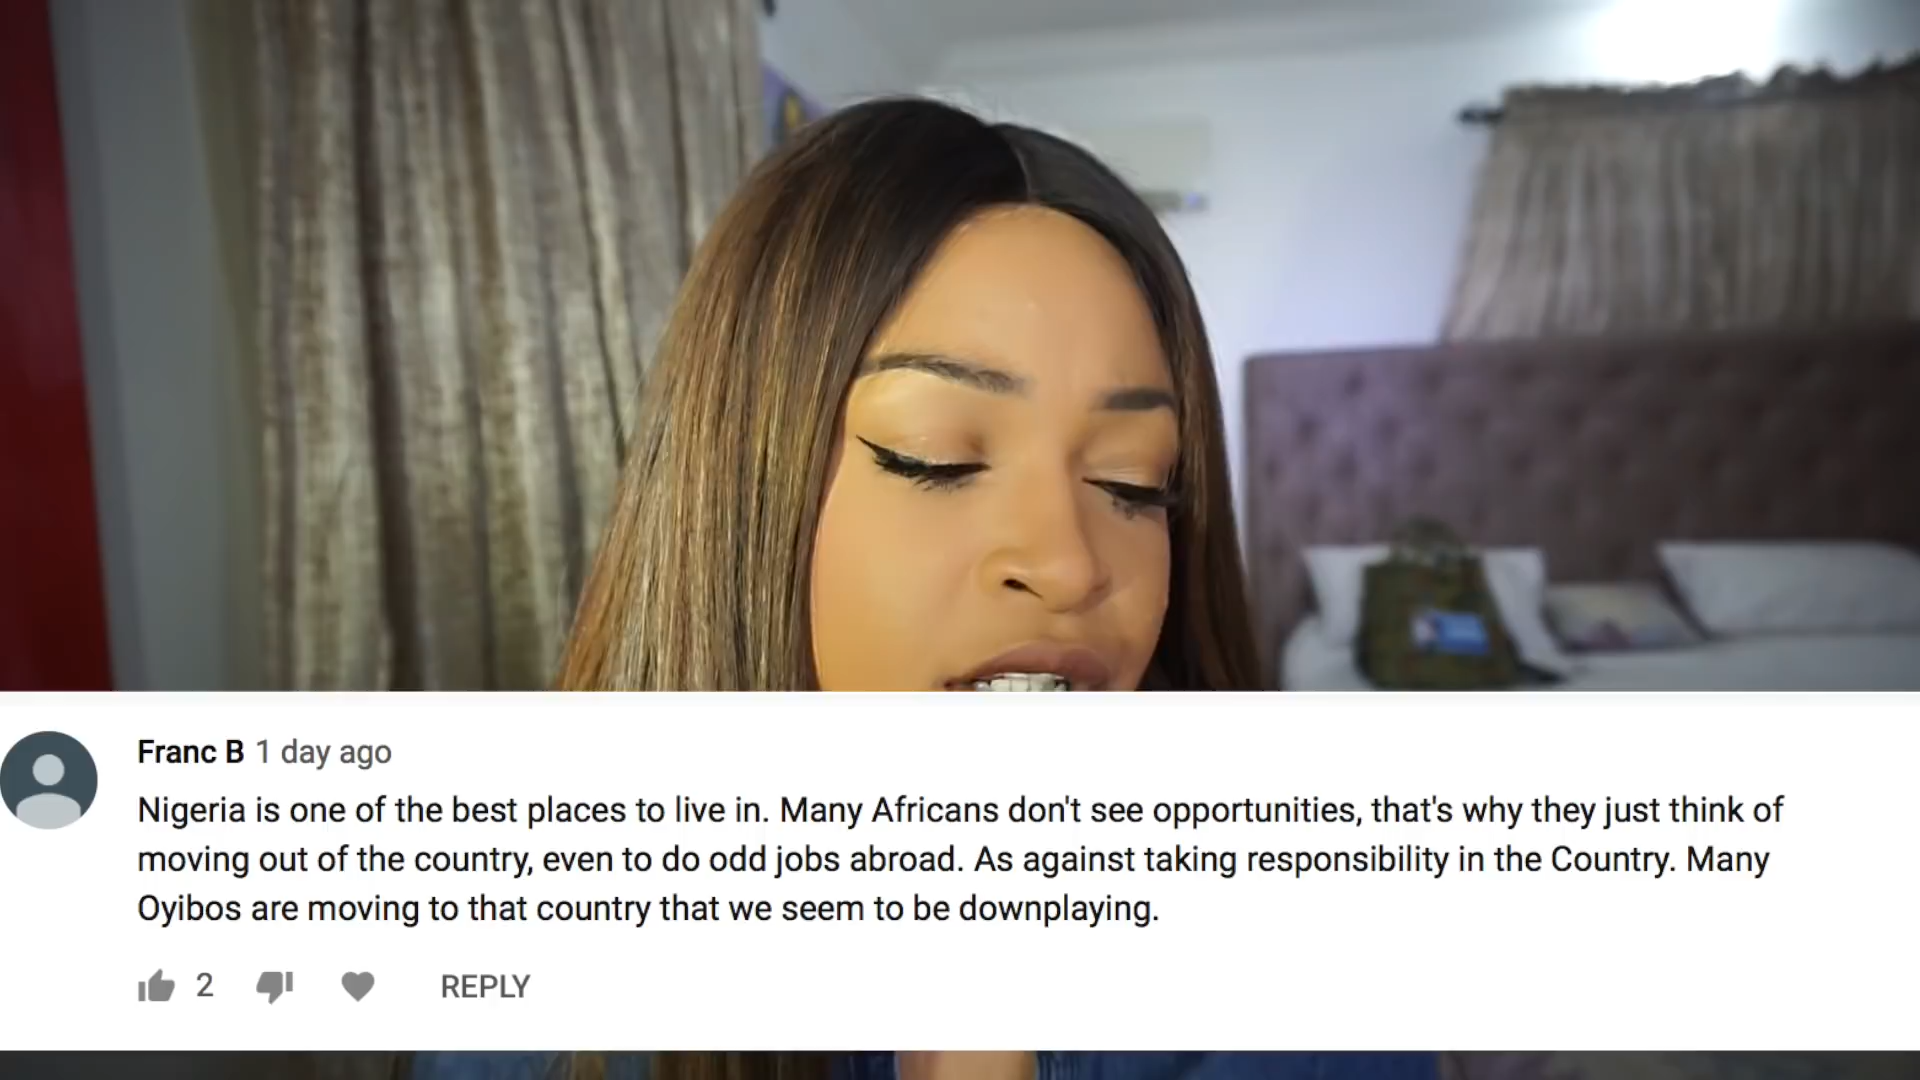 Franc B 1 day ago
Nigeria is one of the best places to live in. Many Africans don't see opportunities, that's why they just think of
moving out of the country, even to do odd jobs abroad. As against taking responsibility in the Country. Many
Oyibos are moving to that country that we seem to be downplaying.
2 REPLY